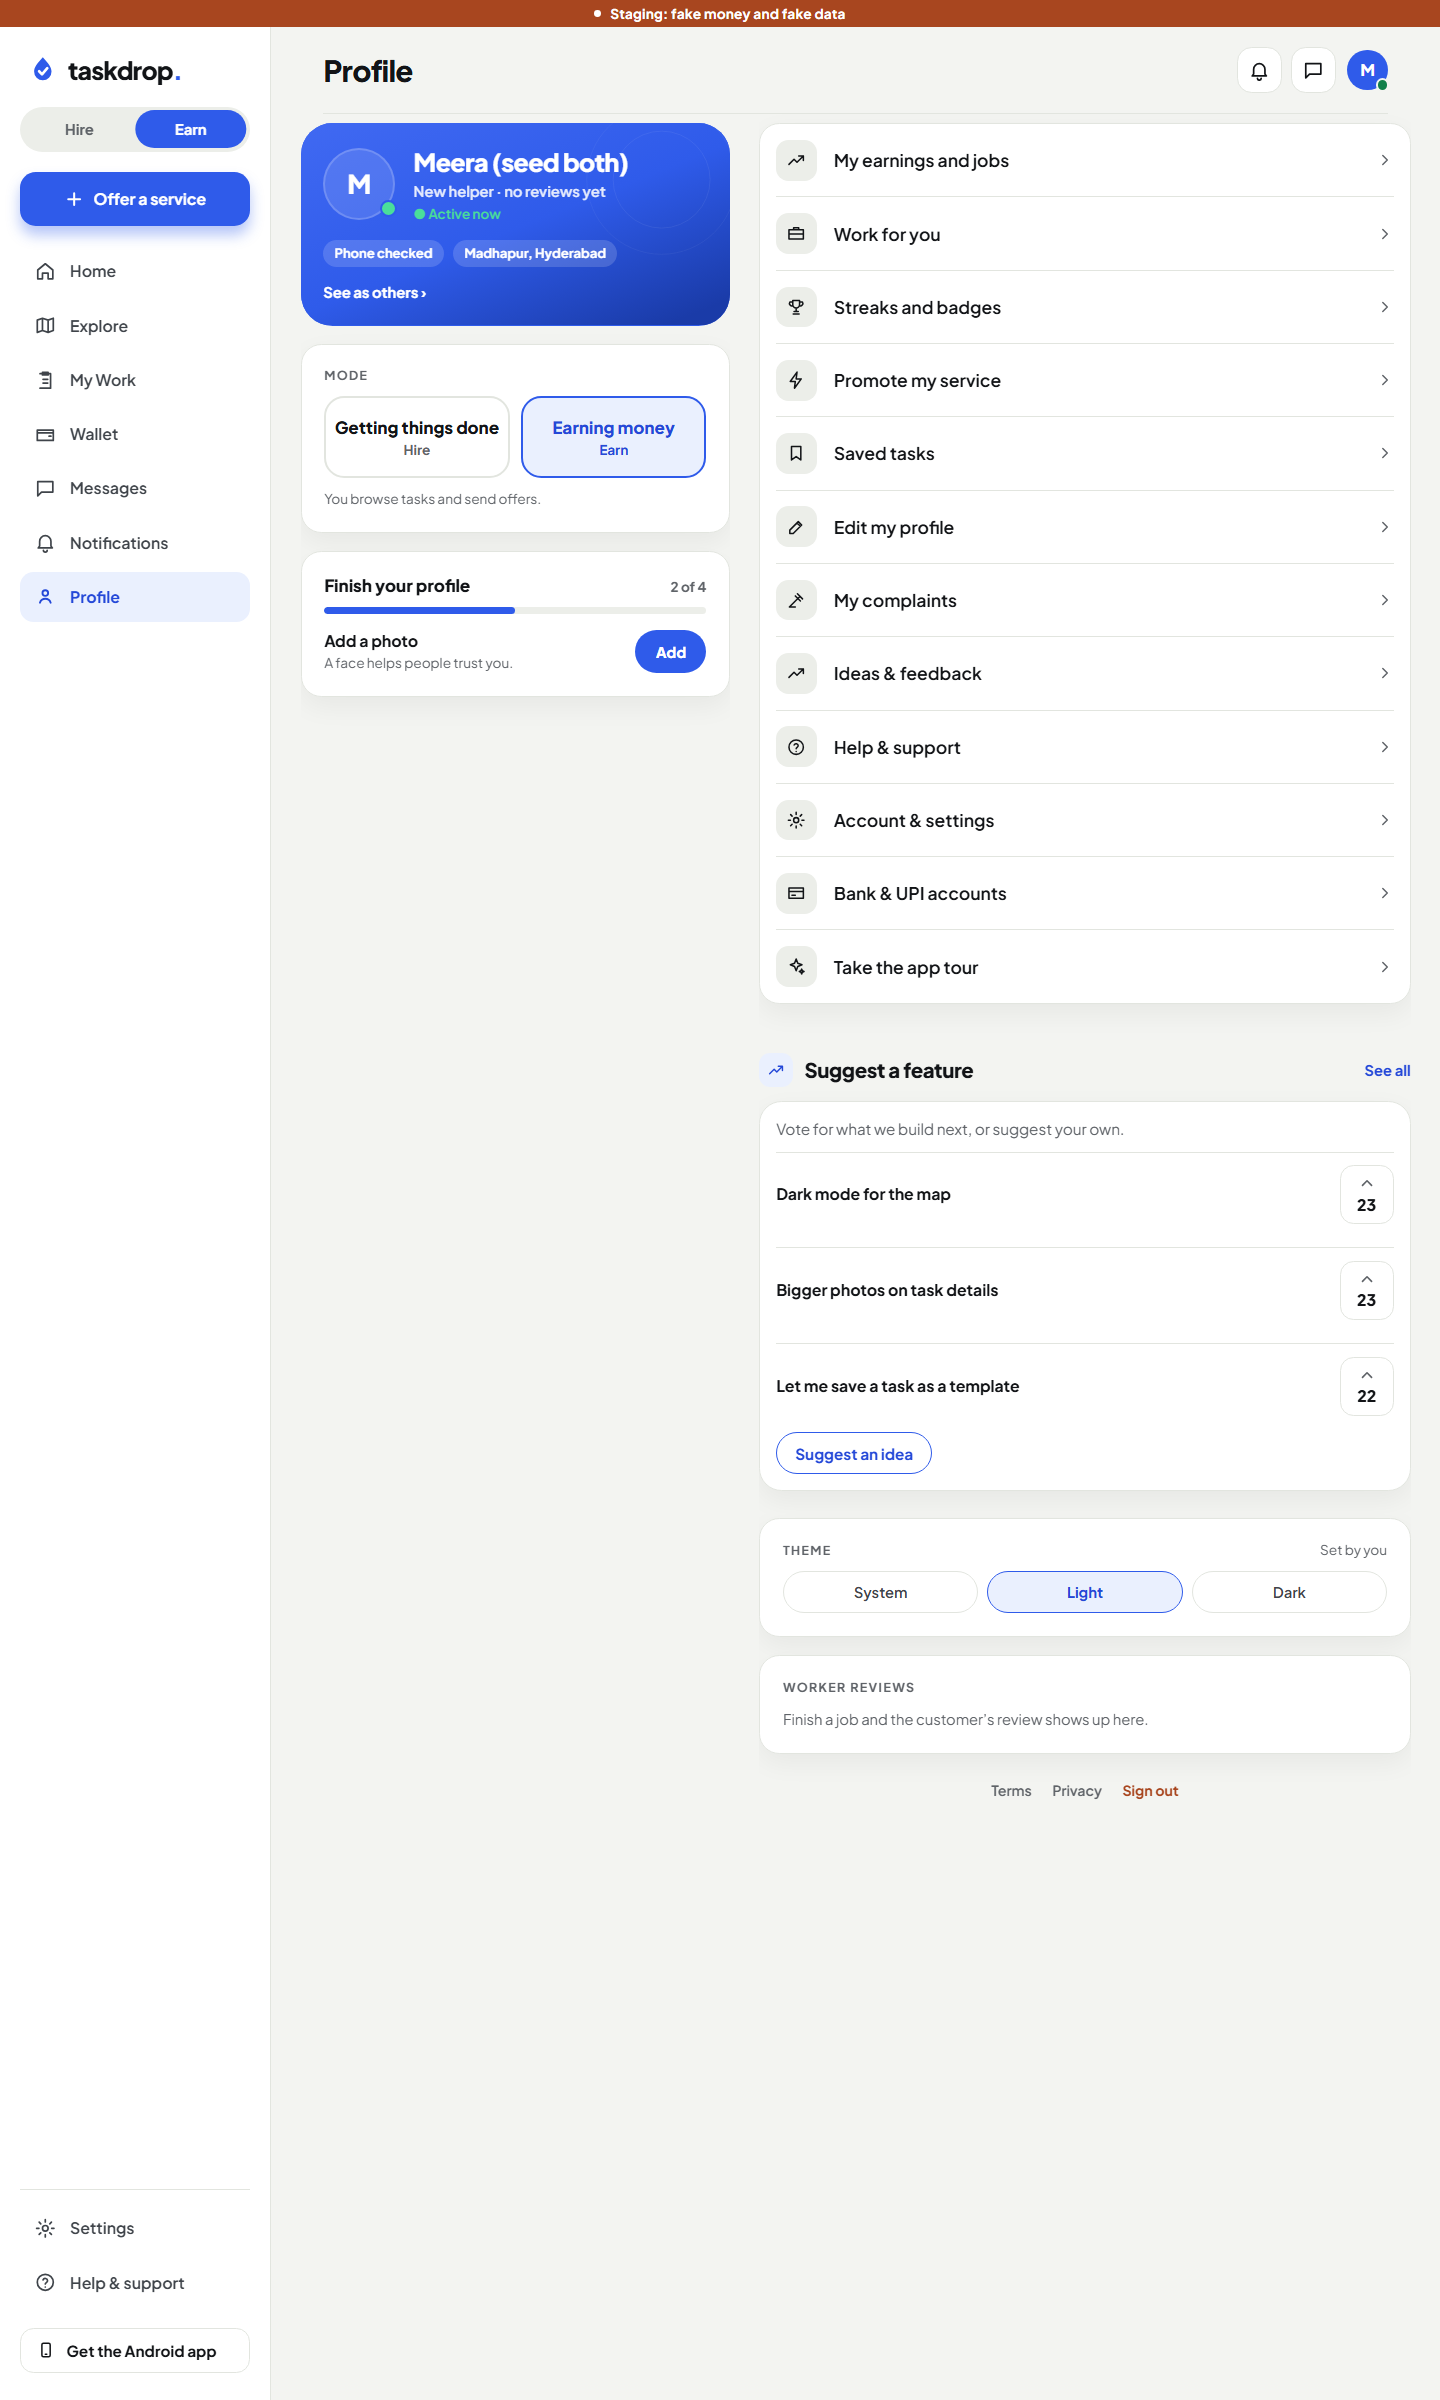 Staging: fake money and fake data
taskdrop.
Hire
Earn
Offer a service
Home
Explore
My Work
Wallet
Messages
Notifications
Profile
Settings
Help & support
Get the Android app
Profile
M
M
Meera (seed both)
New helper · no reviews yet
Active now
Phone checked
Madhapur, Hyderabad
See as others ›
MODE
Getting things done
Hire
Earning money
Earn
You browse tasks and send offers.
Finish your profile
2 of 4
Add a photo
A face helps people trust you.
Add
My earnings and jobs
Work for you
Streaks and badges
Promote my service
Saved tasks
Edit my profile
My complaints
Ideas & feedback
Help & support
Account & settings
Bank & UPI accounts
Take the app tour
Suggest a feature
See all
Vote for what we build next, or suggest your own.
Dark mode for the map
23
Bigger photos on task details
23
Let me save a task as a template
22
Suggest an idea
THEME
Set by you
System
Light
Dark
WORKER REVIEWS
Finish a job and the customer's review shows up here.
Terms
Privacy
Sign out